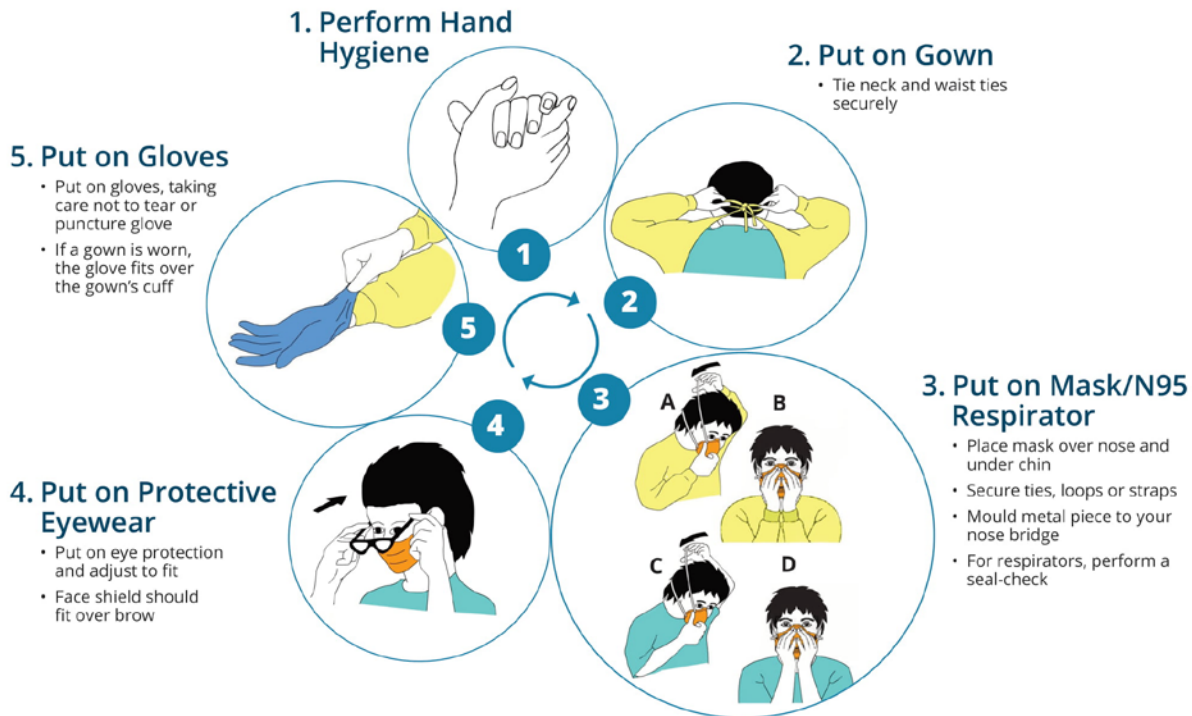 1. Perform Hand
Hygiene
1
2. Put on Gown
• Tie neck and waist ties
securely
2
3. Put on Mask/N95
Respirator
• Place mask over nose and
under chin
• Secure ties, loops or straps
• Mould metal piece to your
nose bridge
• For respirators, perform a
seal-check
3
A
B
C
D
4. Put on Protective
Eyewear
• Put on eye protection
and adjust to fit
• Face shield should
fit over brow
4
5. Put on Gloves
• Put on gloves, taking
care not to tear or
puncture glove
• If a gown is worn,
the glove fits over
the gown's cuff
5